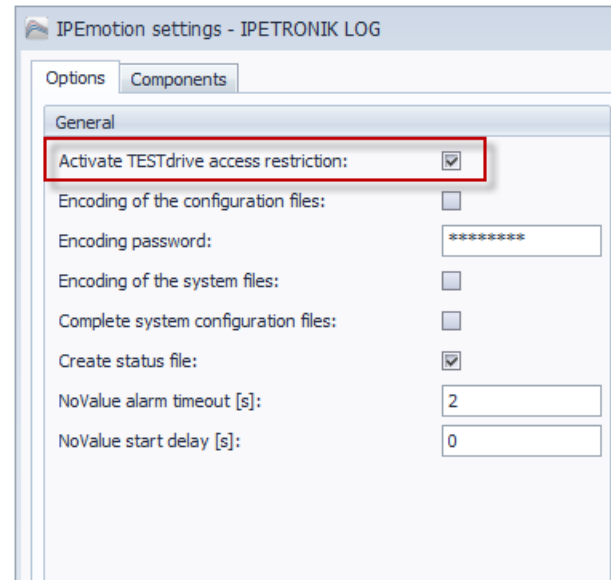 IPEmotion settings - IPETRONIK LOG
Options Components
General
Activate TESTdrive access restriction:
Encoding of the configuration files:
Encoding password: ********
Encoding of the system files:
Complete system configuration files:
Create status file:
NoValue alarm timeout [s]: 2
NoValue start delay [s]: 0